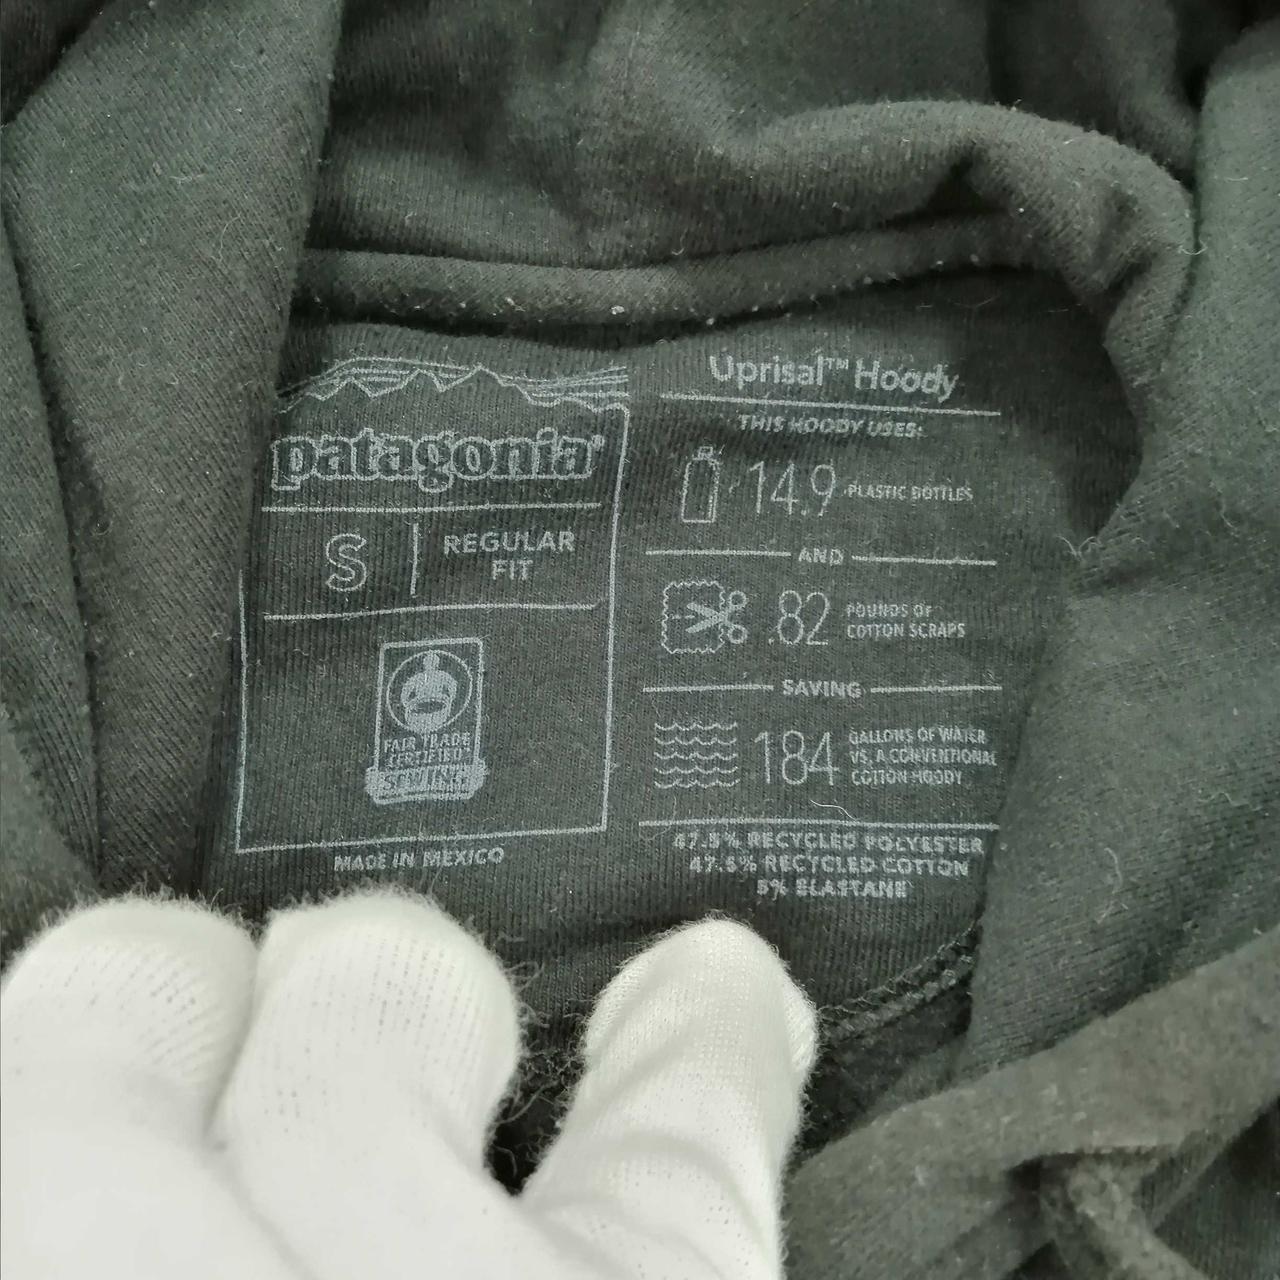 patagonia®
S
REGULAR
FIT
FAIR TRADE
CERTIFIED™
SEWING
MADE IN MEXICO
Uprisal™ Hoody
THIS HOODY USES:
14.9 PLASTIC BOTTLES
AND
.82 POUNDS OF
COTTON SCRAPS
SAVING
184 GALLONS OF WATER
VS. A CONVENTIONAL
COTTON HOODY
47.5% RECYCLED POLYESTER
47.5% RECYCLED COTTON
5% ELASTANE